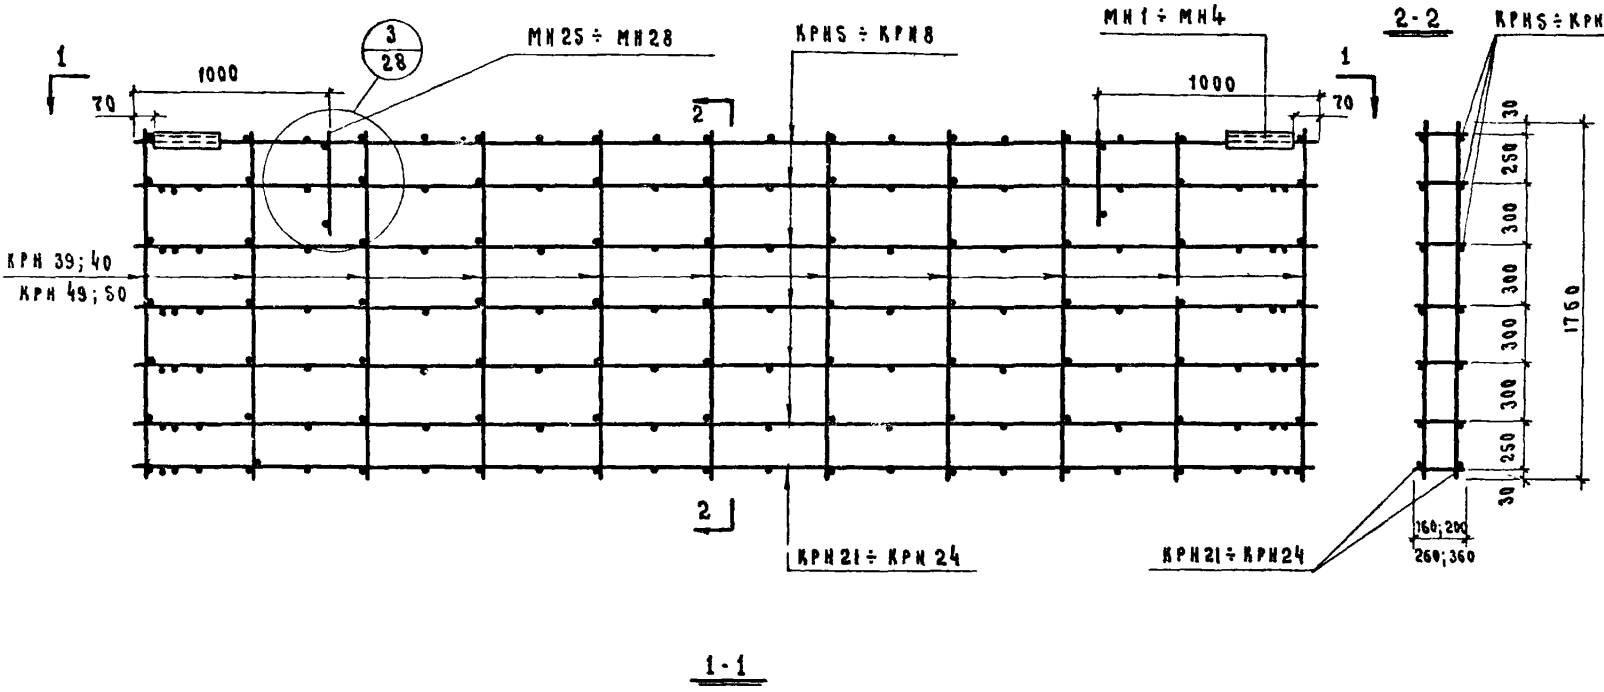 3
28
МН25 ÷ МН28
КРН5 ÷ КРН8
МН1 ÷ МН4
2-2
КРН5 ÷ КРН
1
1000
70
2
1
1000
70
КРН 39; 40
КРН 49; 50
30
250
300
300
300
300
250
30
1760
160; 200
260; 360
2
КРН21 ÷ КРН 24
КРН21 ÷ КРН24
1-1